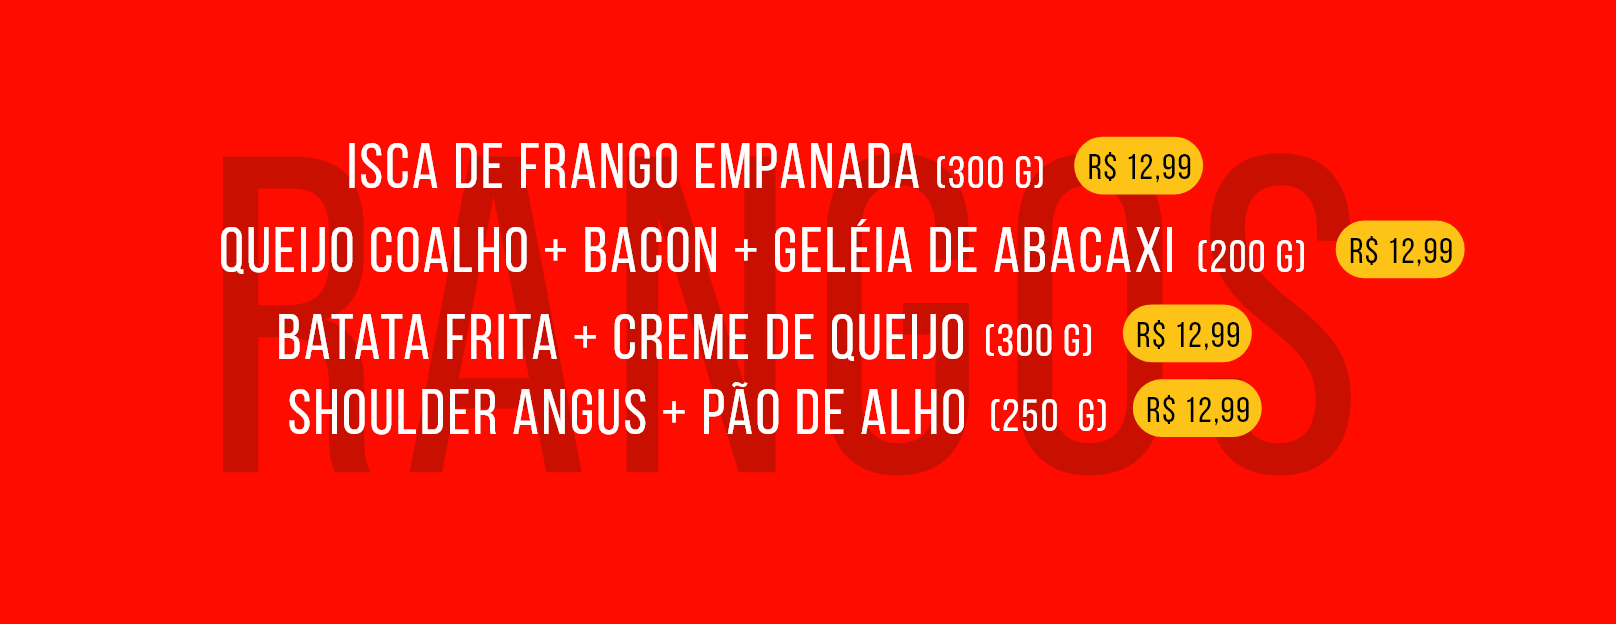 RANGOS
ISCA DE FRANGO EMPANADA (300 G) R$ 12,99
QUEIJO COALHO + BACON + GELÉIA DE ABACAXI (200 G) R$ 12,99
BATATA FRITA + CREME DE QUEIJO (300 G) R$ 12,99
SHOULDER ANGUS + PÃO DE ALHO (250 G) R$ 12,99